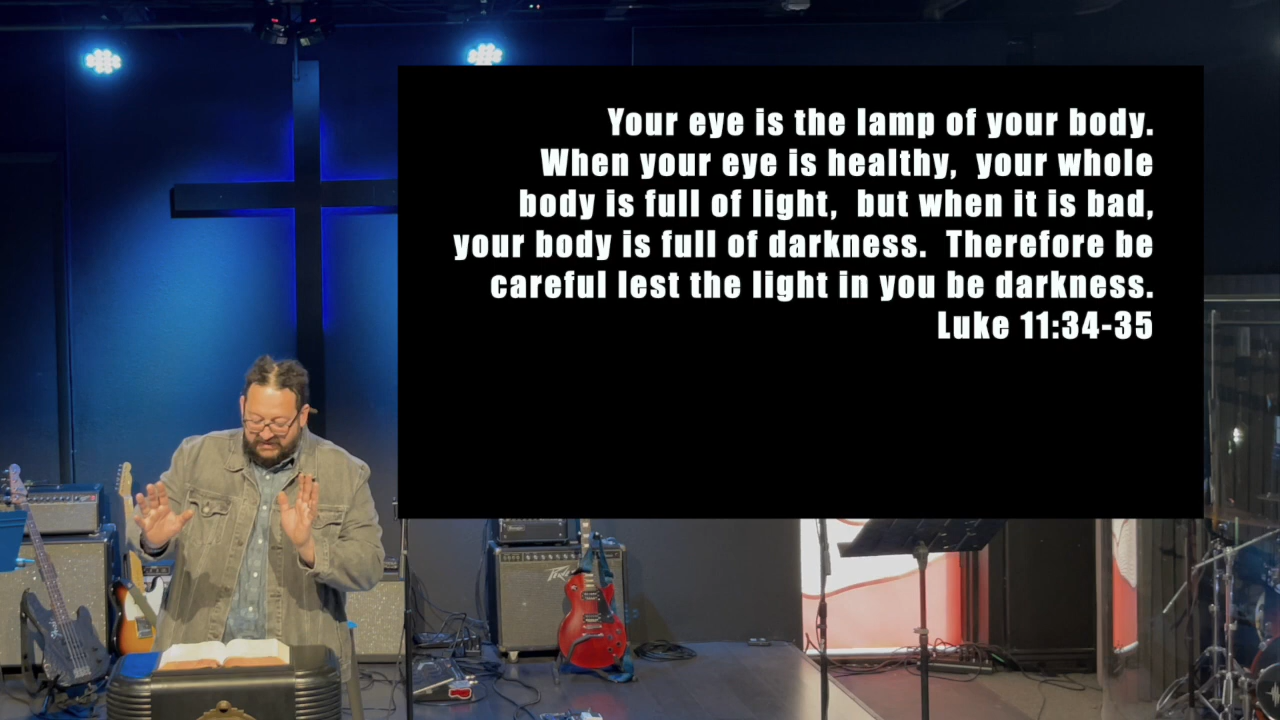 Your eye is the lamp of your body.
When your eye is healthy, your whole
body is full of light, but when it is bad,
your body is full of darkness. Therefore be
careful lest the light in you be darkness.
Luke 11:34-35